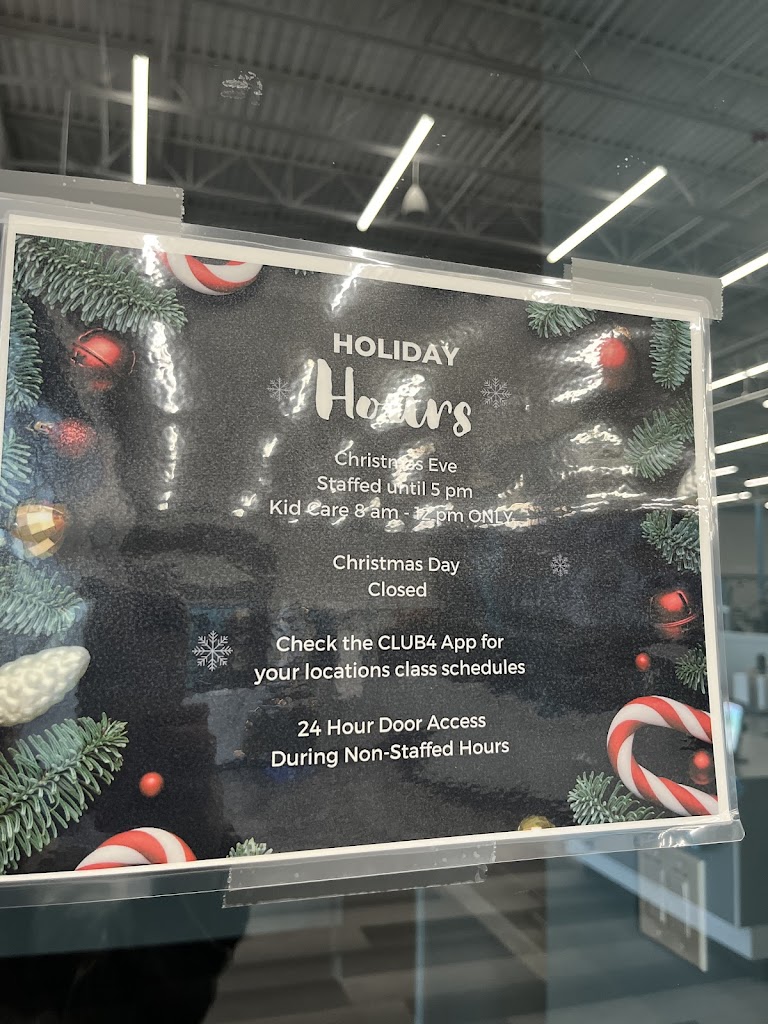 HOLIDAY
Hours
Christmas Eve
Staffed until 5 pm
Kid Care 8 am - 12 pm ONLY
Christmas Day
Closed
Check the CLUB4 App for
your locations class schedules
24 Hour Door Access
During Non-Staffed Hours